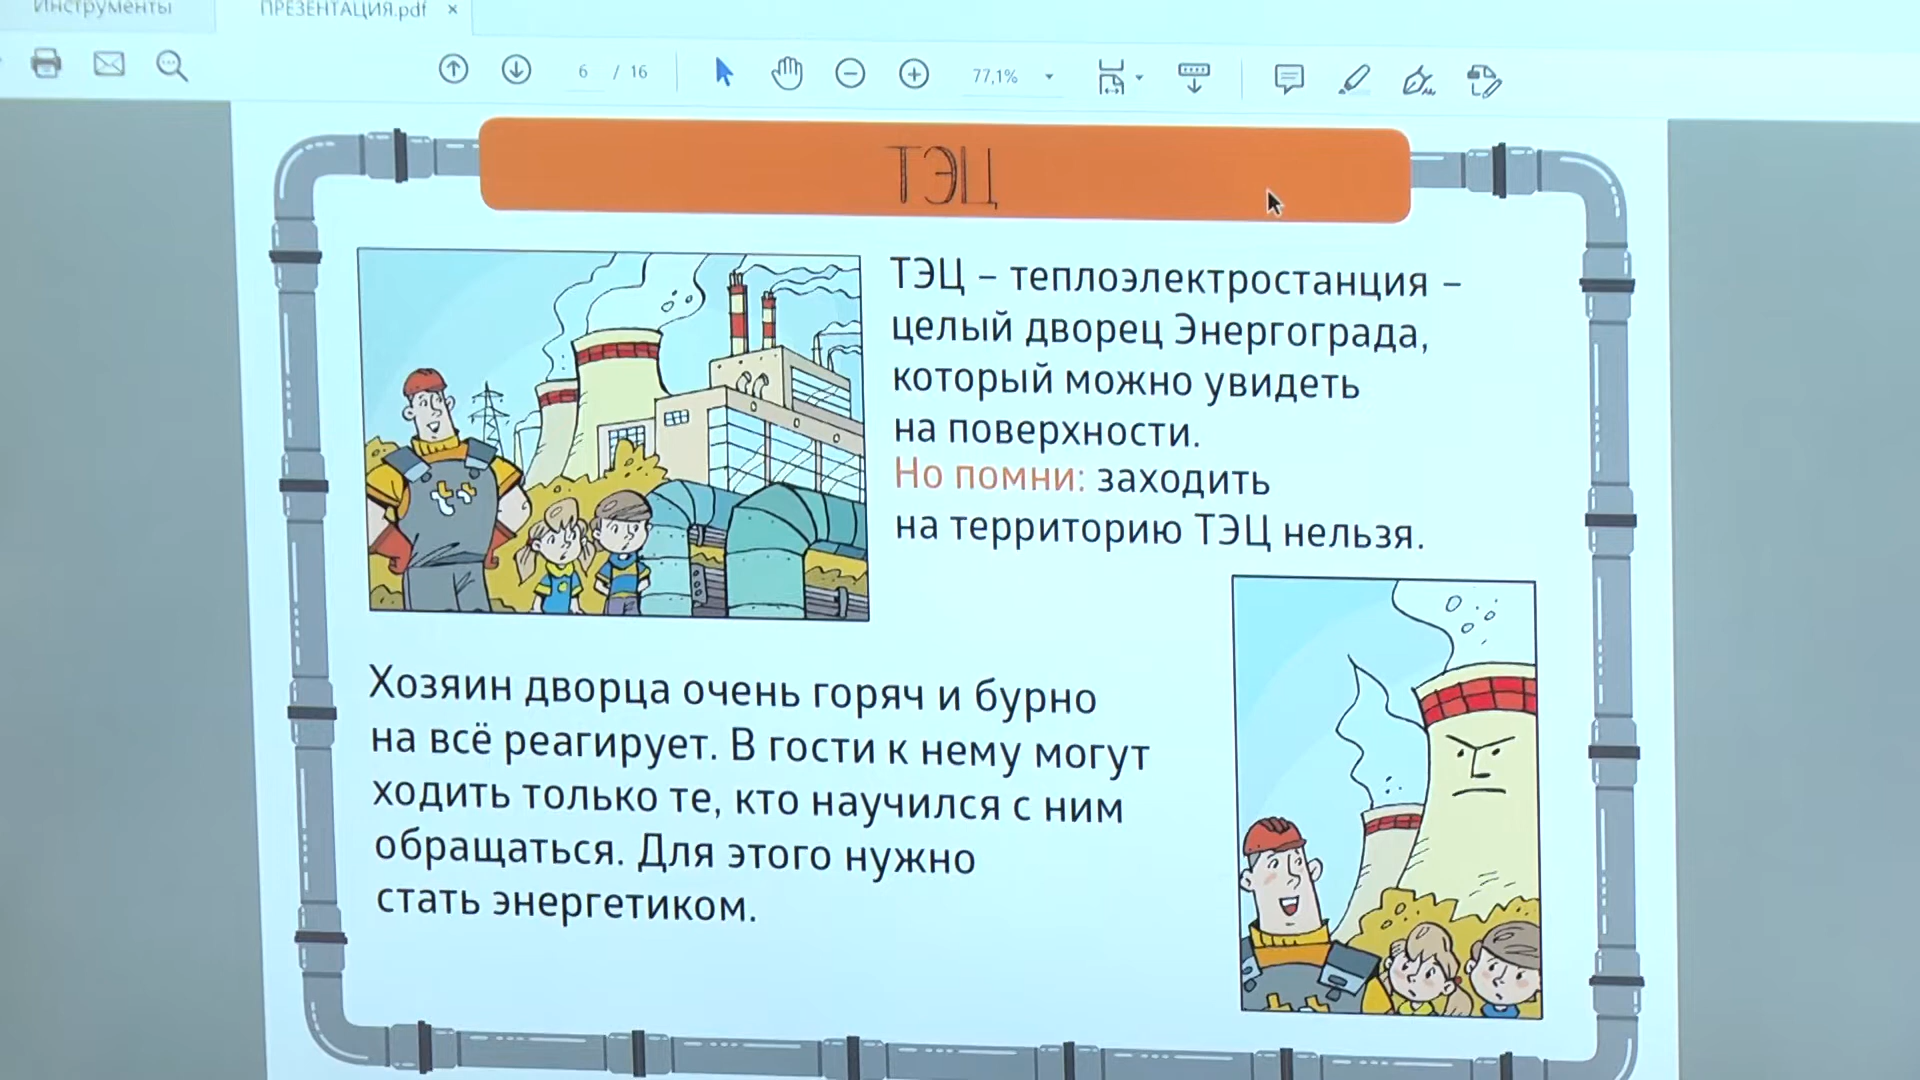 Инструменты
ПРЕЗЕНТАЦИЯ.pdf ×
6 / 16
77,1%
ТЭЦ
ТЭЦ – теплоэлектростанция –
целый дворец Энергограда,
который можно увидеть
на поверхности.
Но помни: заходить
на территорию ТЭЦ нельзя.
Хозяин дворца очень горяч и бурно
на всё реагирует. В гости к нему могут
ходить только те, кто научился с ним
обращаться. Для этого нужно
стать энергетиком.